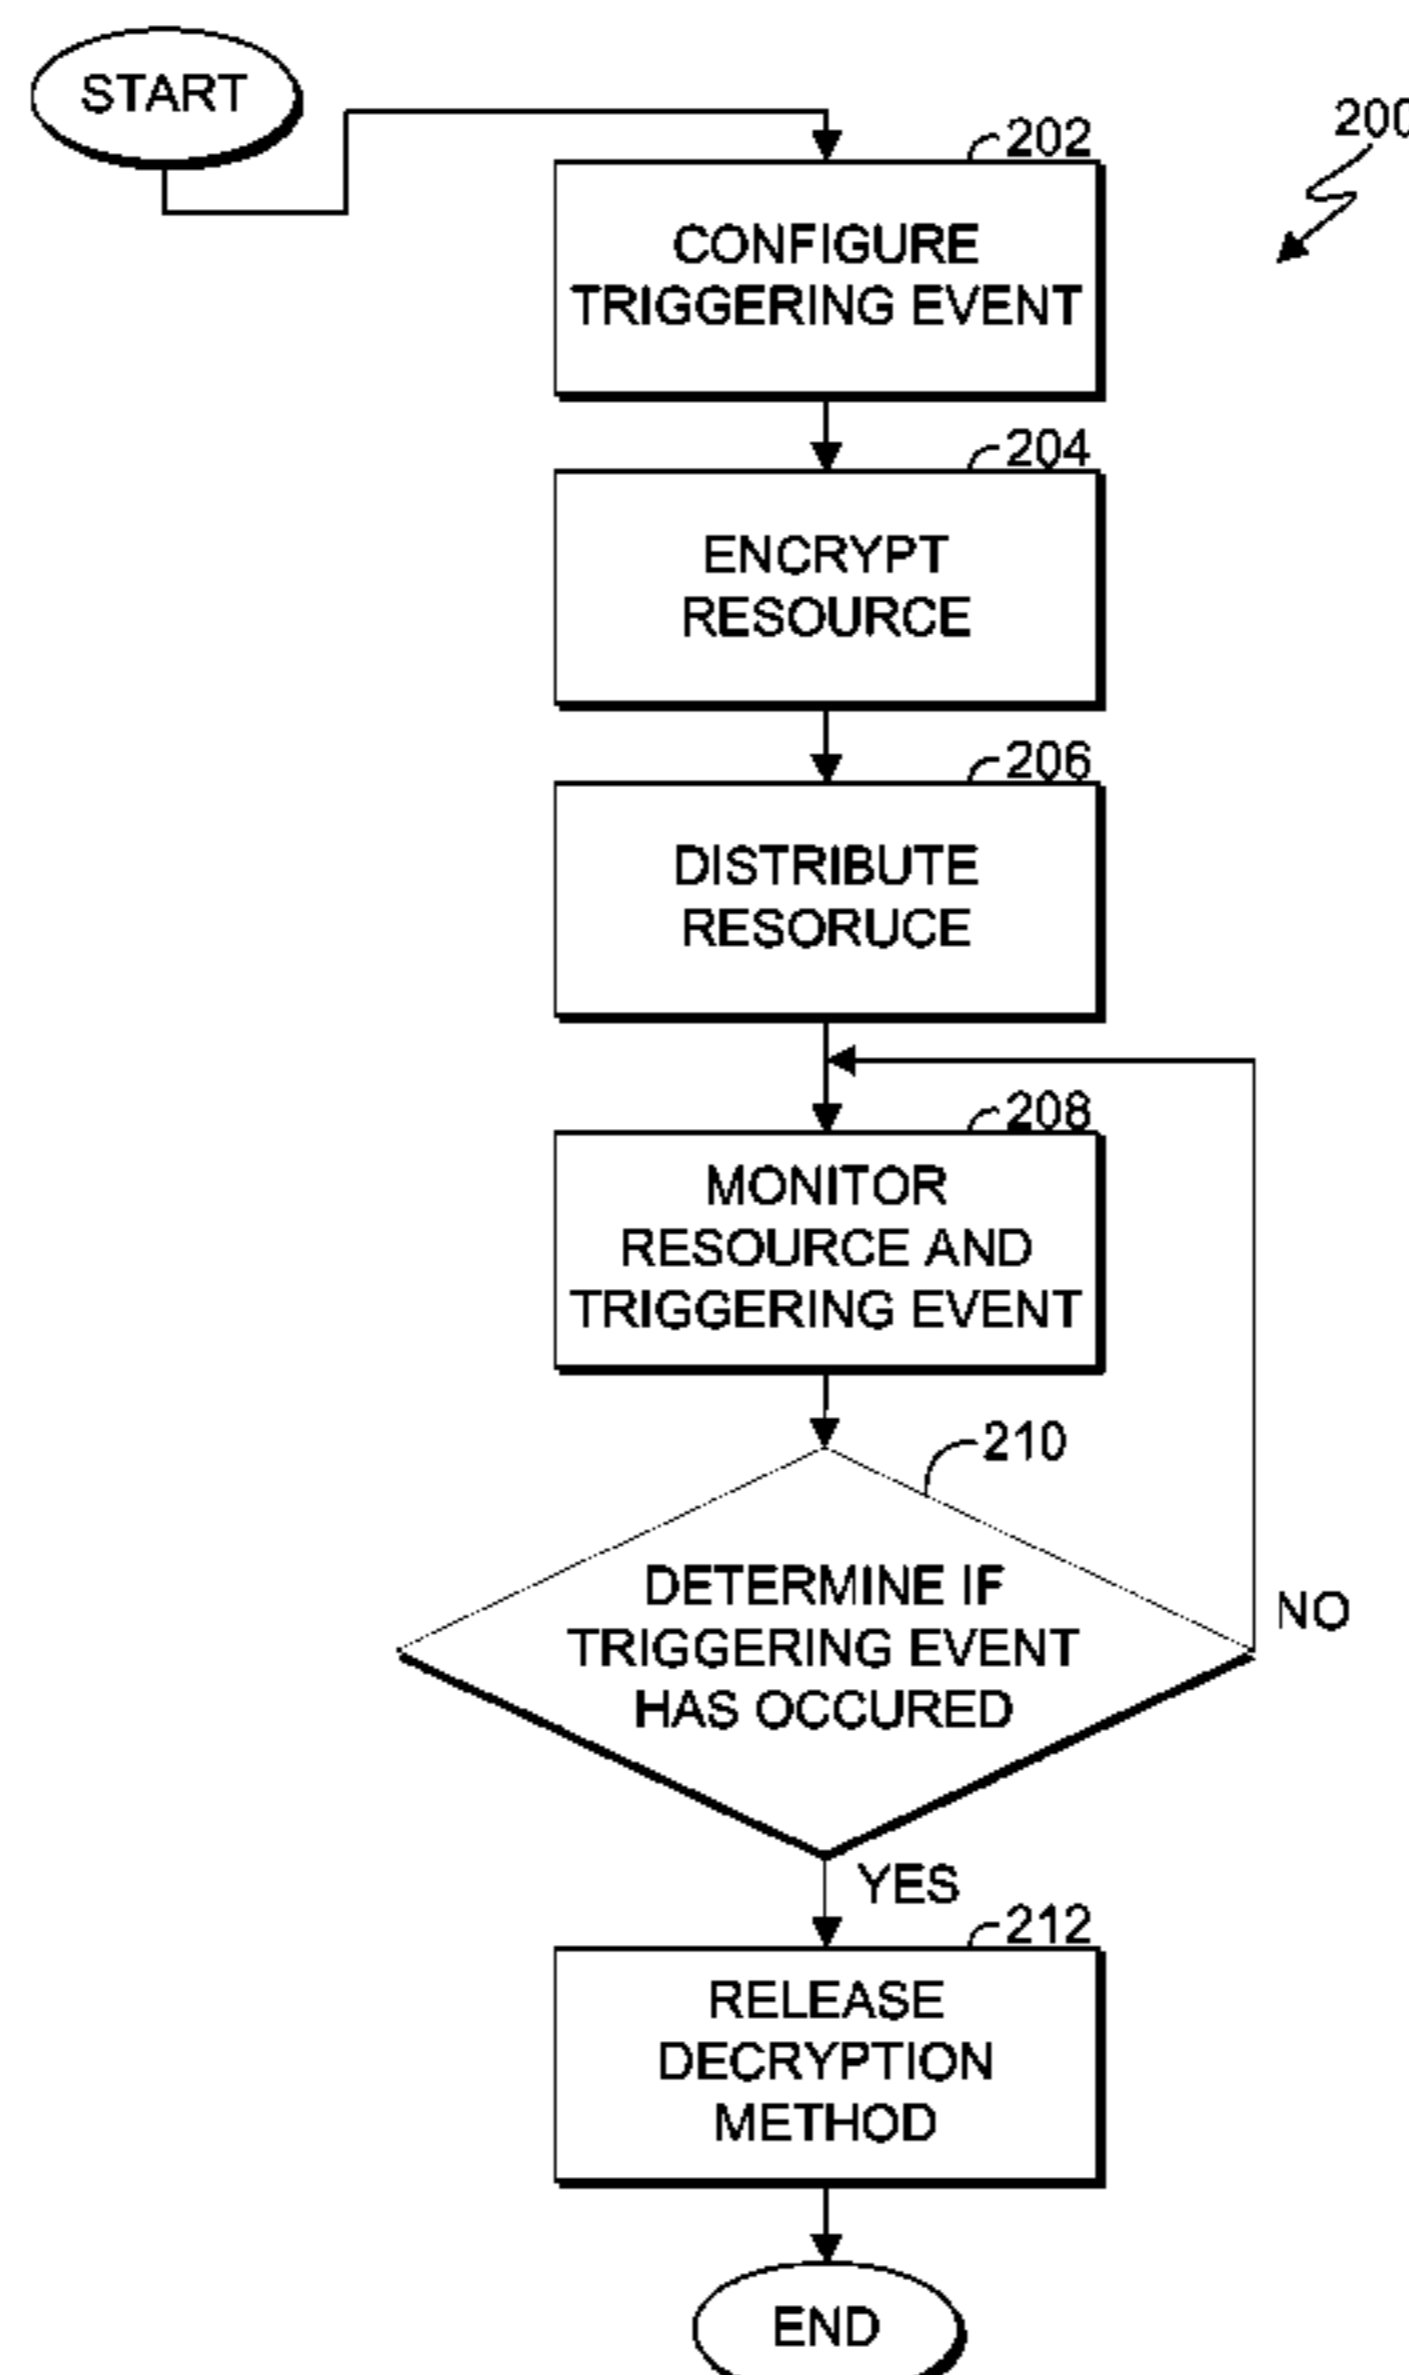 START
200
202
CONFIGURE
TRIGGERING EVENT
204
ENCRYPT
RESOURCE
206
DISTRIBUTE
RESORUCE
208
MONITOR
RESOURCE AND
TRIGGERING EVENT
210
DETERMINE IF
TRIGGERING EVENT
HAS OCCURED
NO
YES
212
RELEASE
DECRYPTION
METHOD
END